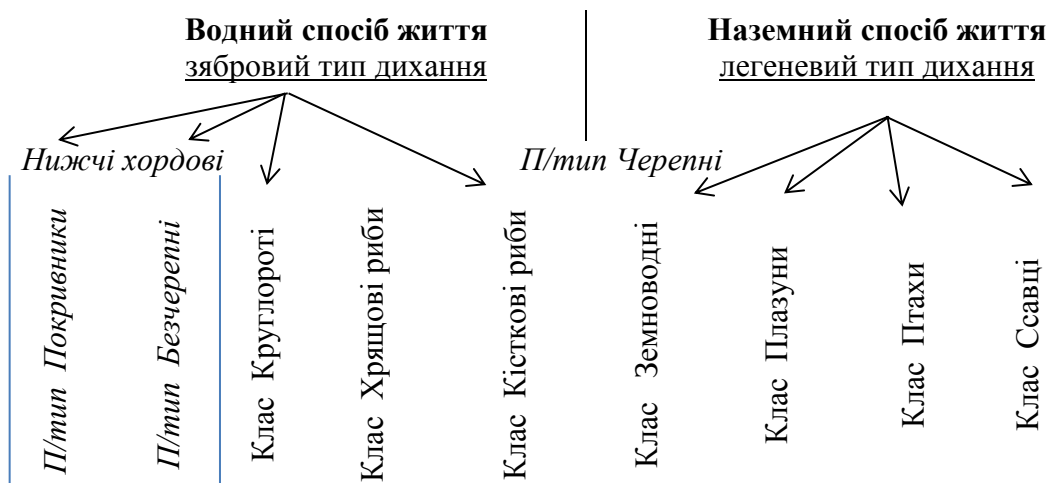 Водний спосіб життя
зябровий тип дихання
Наземний спосіб життя
легеневий тип дихання
Нижчі хордові
П/тип Черепні
П/тип Покривники
П/тип Безчерепні
Клас Круглороті
Клас Хрящові риби
Клас Кісткові риби
Клас Земноводні
Клас Плазуни
Клас Птахи
Клас Ссавці